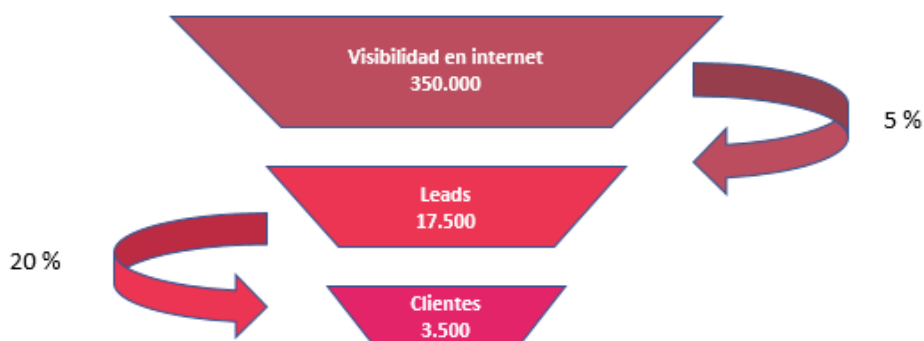 Visibilidad en internet
350.000
5 %
Leads
17.500
20 %
Clientes
3.500